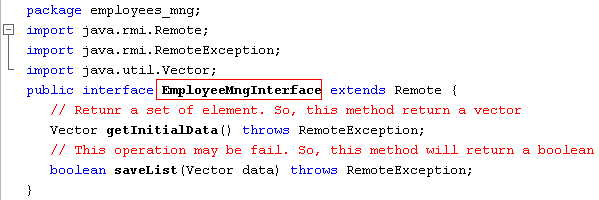 package employees_mng;
import java.rmi.Remote;
import java.rmi.RemoteException;
import java.util.Vector;
public interface EmployeeMngInterface extends Remote {
// Retunr a set of element. So, this method return a vector
Vector getInitialData() throws RemoteException;
// This operation may be fail. So, this method will return a boolean
boolean saveList(Vector data) throws RemoteException;
}